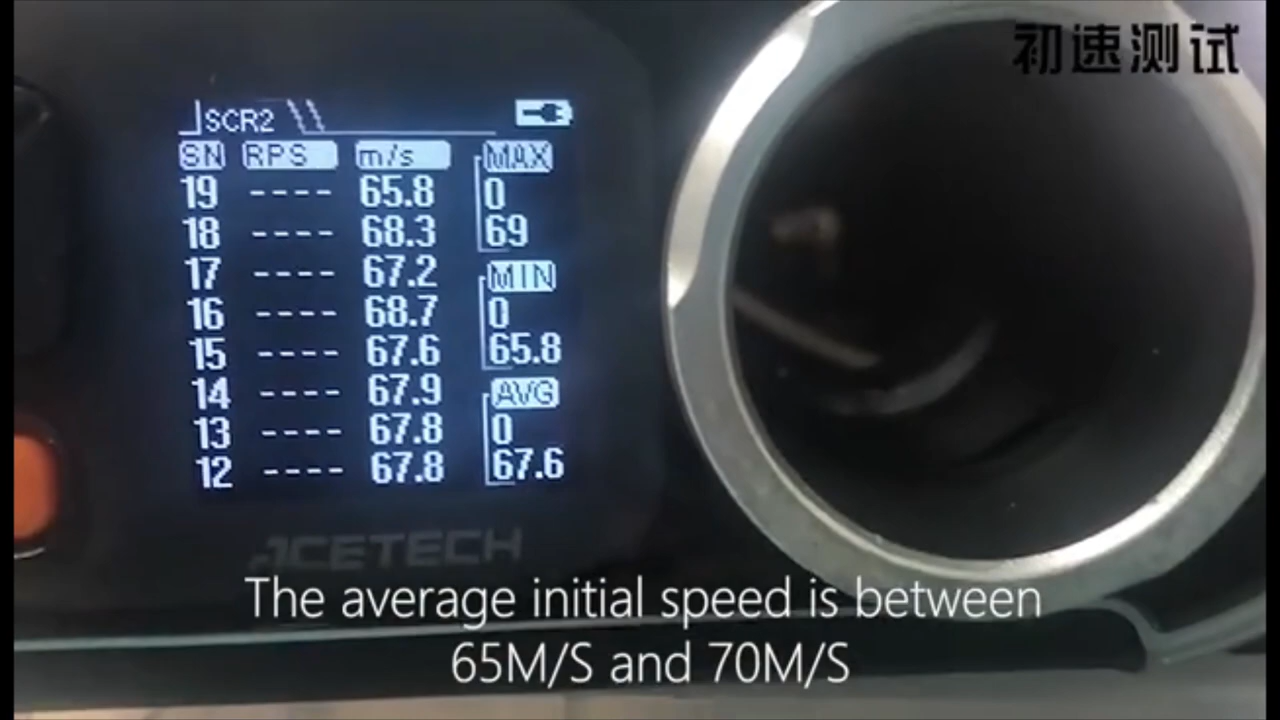 初速测试
SCR2
SN RPS m/s MAX
19 ---- 65.8 0
18 ---- 68.3 69
17 ---- 67.2 MIN
16 ---- 68.7 0
15 ---- 67.6 65.8
14 ---- 67.9 AVG
13 ---- 67.8 0
12 ---- 67.8 67.6
ACETECH
The average initial speed is between
65M/S and 70M/S